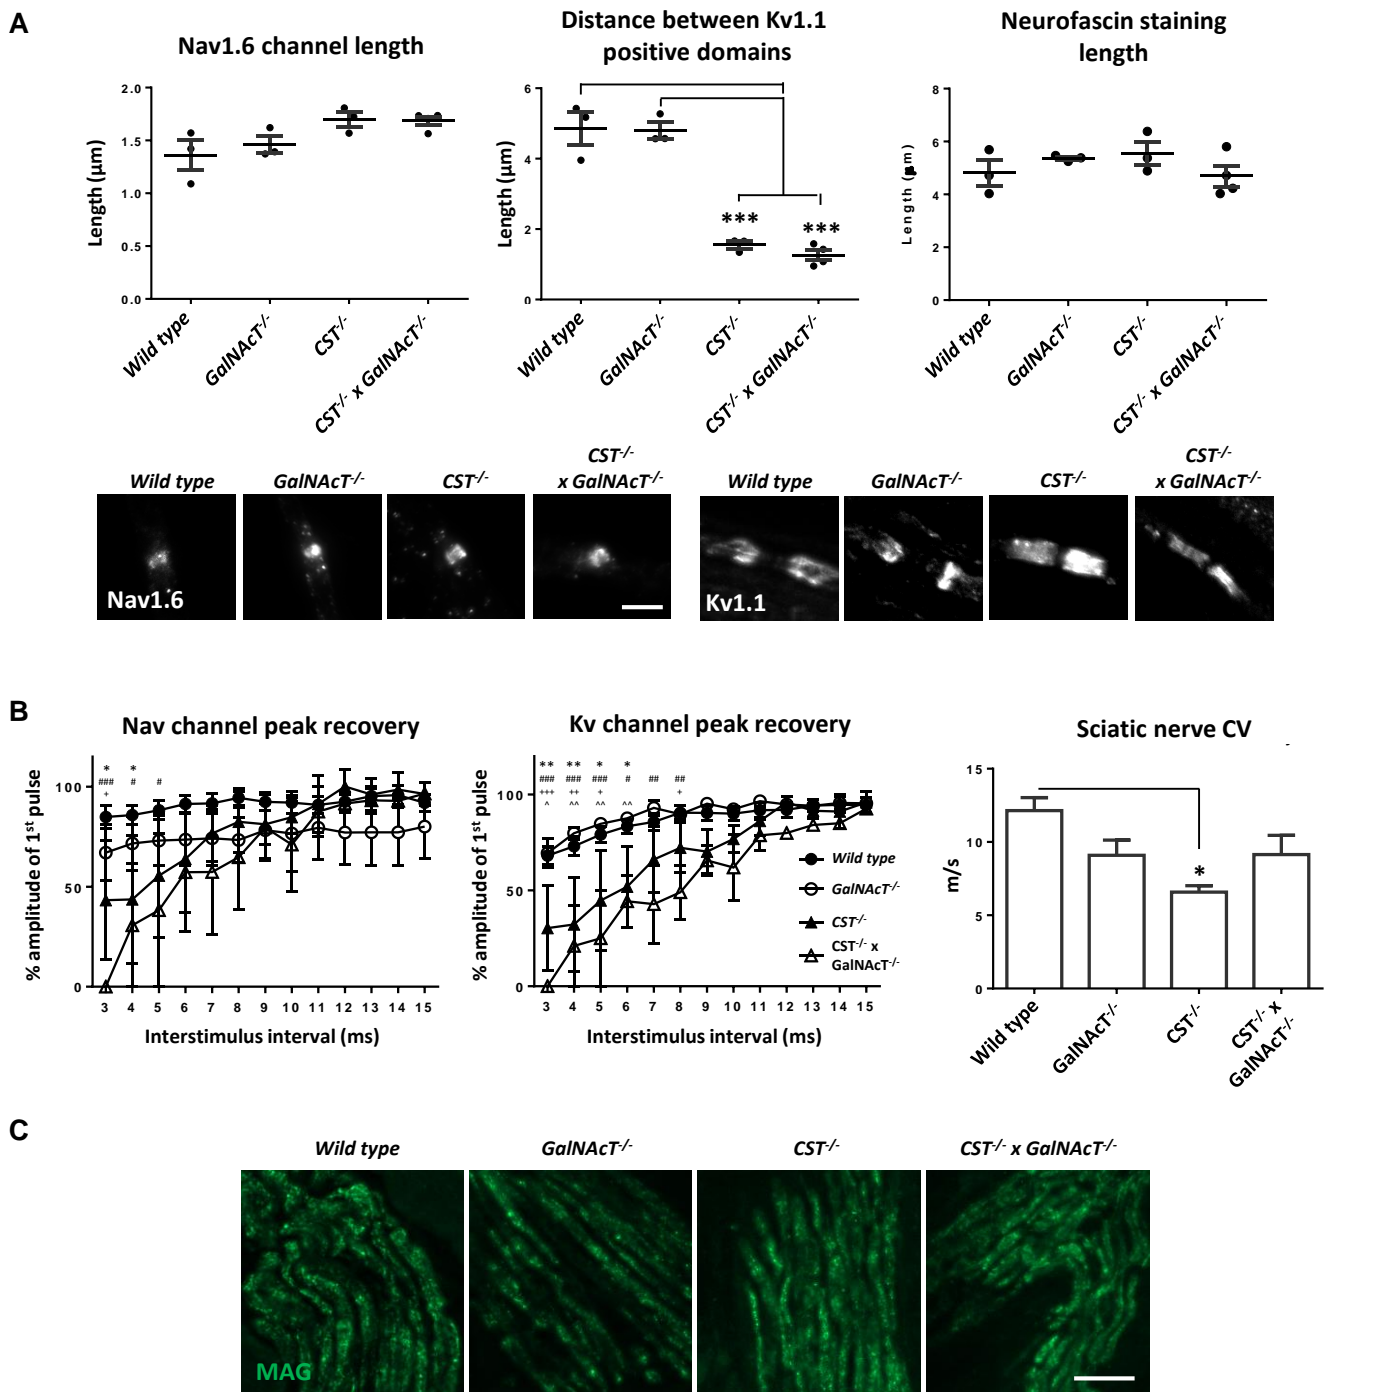 A
Nav1.6 channel length
Distance between Kv1.1
positive domains
Neurofascin staining
length
Length (µm)
2.0
1.5
1.0
0.5
0.0
Wild type
GalNAcT-/-
CST-/-
CST-/- x GalNAcT-/-
Length (µm)
6
4
2
0
***
***
Wild type
GalNAcT-/-
CST-/-
CST-/- x GalNAcT-/-
Length (µm)
8
6
4
2
0
Wild type
GalNAcT-/-
CST-/-
CST-/- x GalNAcT-/-
Wild type
GalNAcT-/-
CST-/-
CST-/-
x GalNAcT-/-
Nav1.6
Wild type
GalNAcT-/-
CST-/-
CST-/-
x GalNAcT-/-
Kv1.1
B
Nav channel peak recovery
% amplitude of 1st pulse
100
50
0
* *
### # #
+
3 4 5 6 7 8 9 10 11 12 13 14 15
Interstimulus interval (ms)
Kv channel peak recovery
% amplitude of 1st pulse
100
50
0
** ** * *
### ### ### # ## ##
+++ ++ + +
^ ^^ ^^ ^^
3 4 5 6 7 8 9 10 11 12 13 14 15
Interstimulus interval (ms)
Wild type
GalNAcT-/-
CST-/-
CST-/- x
GalNAcT-/-
Sciatic nerve CV
m/s
15
10
5
0
*
Wild type
GalNAcT-/-
CST-/-
CST-/- x
GalNAcT-/-
C
Wild type
GalNAcT-/-
CST-/-
CST-/- x GalNAcT-/-
MAG